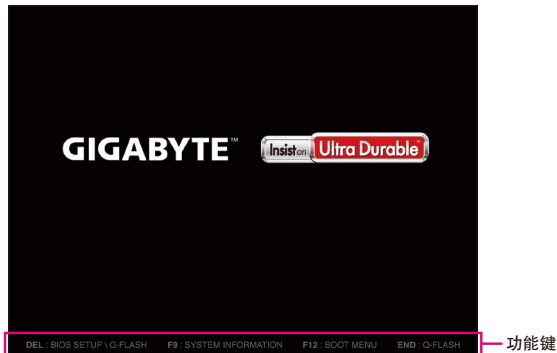 GIGABYTE™ Insist on Ultra Durable™
DEL : BIOS SETUP \ Q-FLASH F9 : SYSTEM INFORMATION F12 : BOOT MENU END : Q-FLASH
功能键